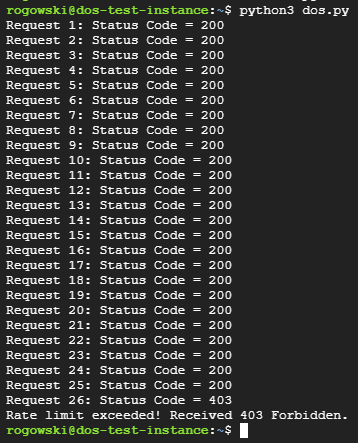 rogowski@dos-test-instance:~$ python3 dos.py
Request 1: Status Code = 200
Request 2: Status Code = 200
Request 3: Status Code = 200
Request 4: Status Code = 200
Request 5: Status Code = 200
Request 6: Status Code = 200
Request 7: Status Code = 200
Request 8: Status Code = 200
Request 9: Status Code = 200
Request 10: Status Code = 200
Request 11: Status Code = 200
Request 12: Status Code = 200
Request 13: Status Code = 200
Request 14: Status Code = 200
Request 15: Status Code = 200
Request 16: Status Code = 200
Request 17: Status Code = 200
Request 18: Status Code = 200
Request 19: Status Code = 200
Request 20: Status Code = 200
Request 21: Status Code = 200
Request 22: Status Code = 200
Request 23: Status Code = 200
Request 24: Status Code = 200
Request 25: Status Code = 200
Request 26: Status Code = 403
Rate limit exceeded! Received 403 Forbidden.
rogowski@dos-test-instance:~$